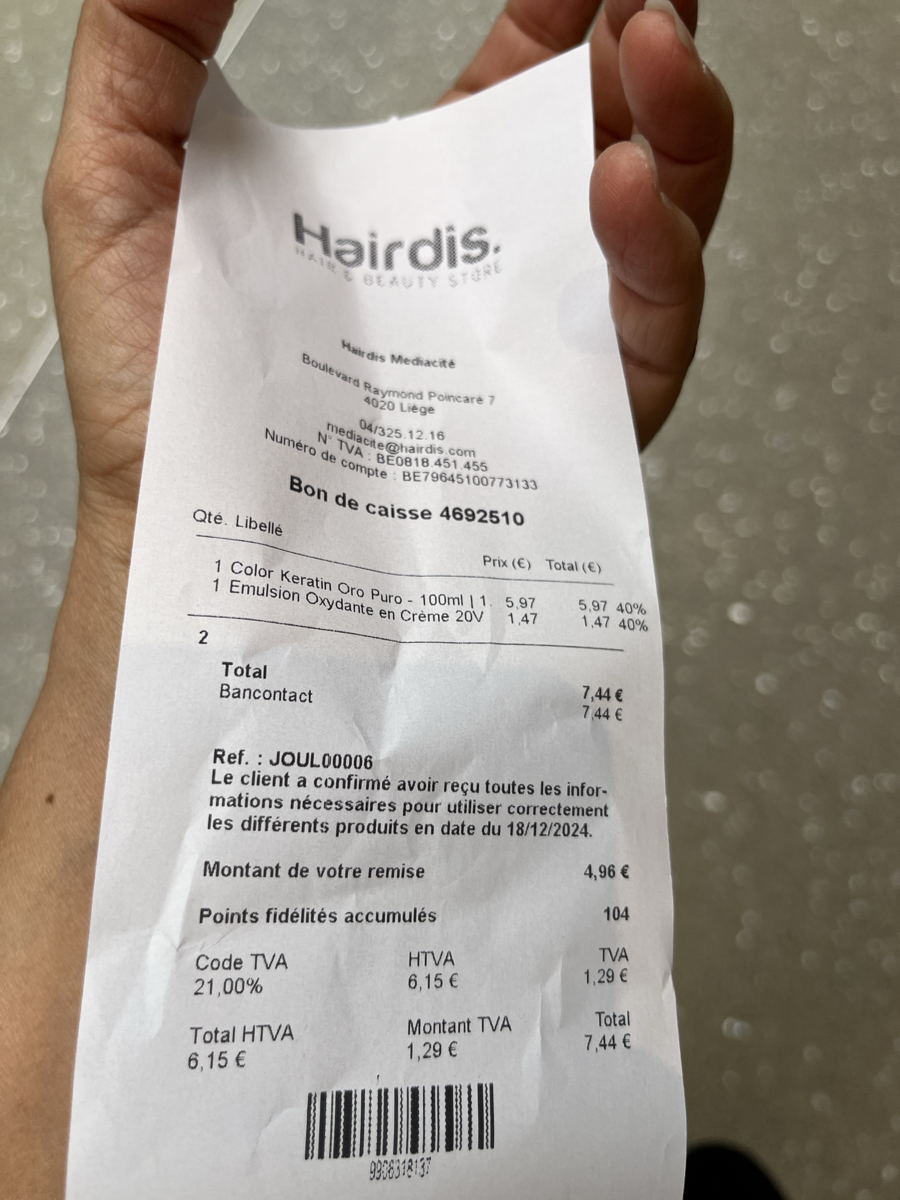 Hairdis.
HAIR & BEAUTY STORE
Hairdis Mediacité
Boulevard Raymond Poincaré 7
4020 Liège
04/325.12.16
mediacite@hairdis.com
N° TVA : BE0818.451.455
Numéro de compte : BE79645100773133
Bon de caisse 4692510
Qté. Libellé Prix (€) Total (€)
1 Color Keratin Oro Puro - 100ml | 1. 5,97 5,97 40%
1 Emulsion Oxydante en Crème 20V 1,47 1,47 40%
2
Total 7,44 €
Bancontact 7,44 €
Ref. : JOUL00006
Le client a confirmé avoir reçu toutes les infor-
mations nécessaires pour utiliser correctement
les différents produits en date du 18/12/2024.
Montant de votre remise 4,96 €
Points fidélités accumulés 104
Code TVA HTVA TVA
21,00% 6,15 € 1,29 €
Total HTVA Montant TVA Total
6,15 € 1,29 € 7,44 €